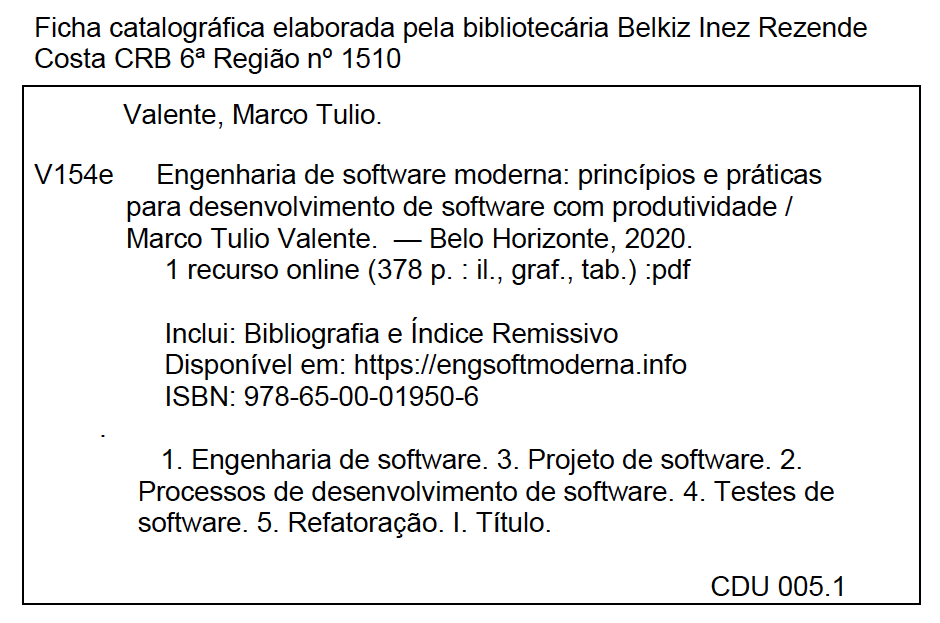 Ficha catalográfica elaborada pela bibliotecária Belkiz Inez Rezende
Costa CRB 6ª Região nº 1510
Valente, Marco Tulio.
V154e Engenharia de software moderna: princípios e práticas
para desenvolvimento de software com produtividade /
Marco Tulio Valente. — Belo Horizonte, 2020.
1 recurso online (378 p. : il., graf., tab.) :pdf
Inclui: Bibliografia e Índice Remissivo
Disponível em: https://engsoftmoderna.info
ISBN: 978-65-00-01950-6
.
1. Engenharia de software. 3. Projeto de software. 2.
Processos de desenvolvimento de software. 4. Testes de
software. 5. Refatoração. I. Título.
CDU 005.1